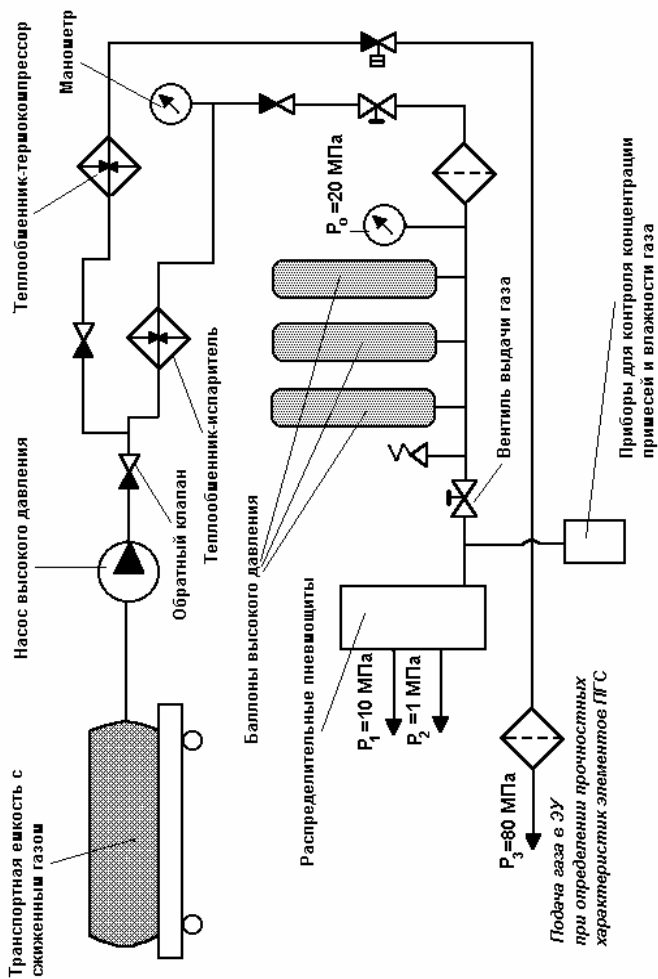 Транспортная емкость с
сжиженным газом
Насос высокого давления
Обратный клапан
Теплообменник-испаритель
Теплообменник-термокомпрессор
Манометр
Баллоны высокого давления
Pо =20 МПа
Распределительные пневмощиты
P1=10 МПа
P2=1 МПа
Вентиль выдачи газа
Приборы для контроля концентрации
примесей и влажности газа
P3=80 МПа
Подача газа в ЭУ
при определении прочностных
характеристик элементов ПГС